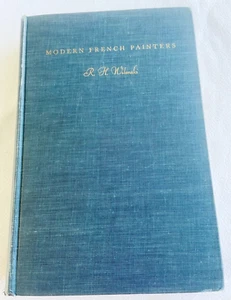 MODERN FRENCH PAINTERS
R. H. Wilenski